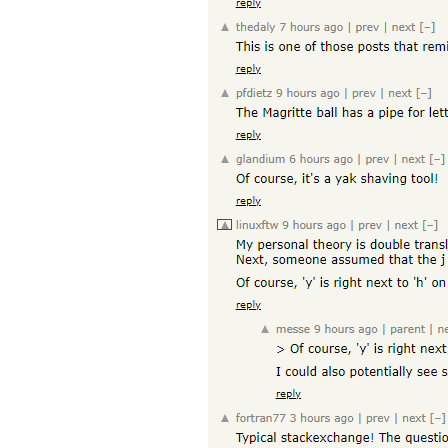 reply
thedaly 7 hours ago | prev | next [–]
This is one of those posts that
reply
pfdietz 9 hours ago | prev | next [–]
The Magritte ball has a pipe for
reply
glandium 6 hours ago | prev | next [–]
Of course, it's a yak shaving tool!
reply
linuxftw 9 hours ago | prev | next [–]
My personal theory is double
Next, someone assumed that the j
Of course, 'y' is right next to 'h' on
reply
messe 9 hours ago | parent |
> Of course, 'y' is right next
I could also potentially see
reply
fortran77 3 hours ago | prev | next [–]
Typical stackexchange! The